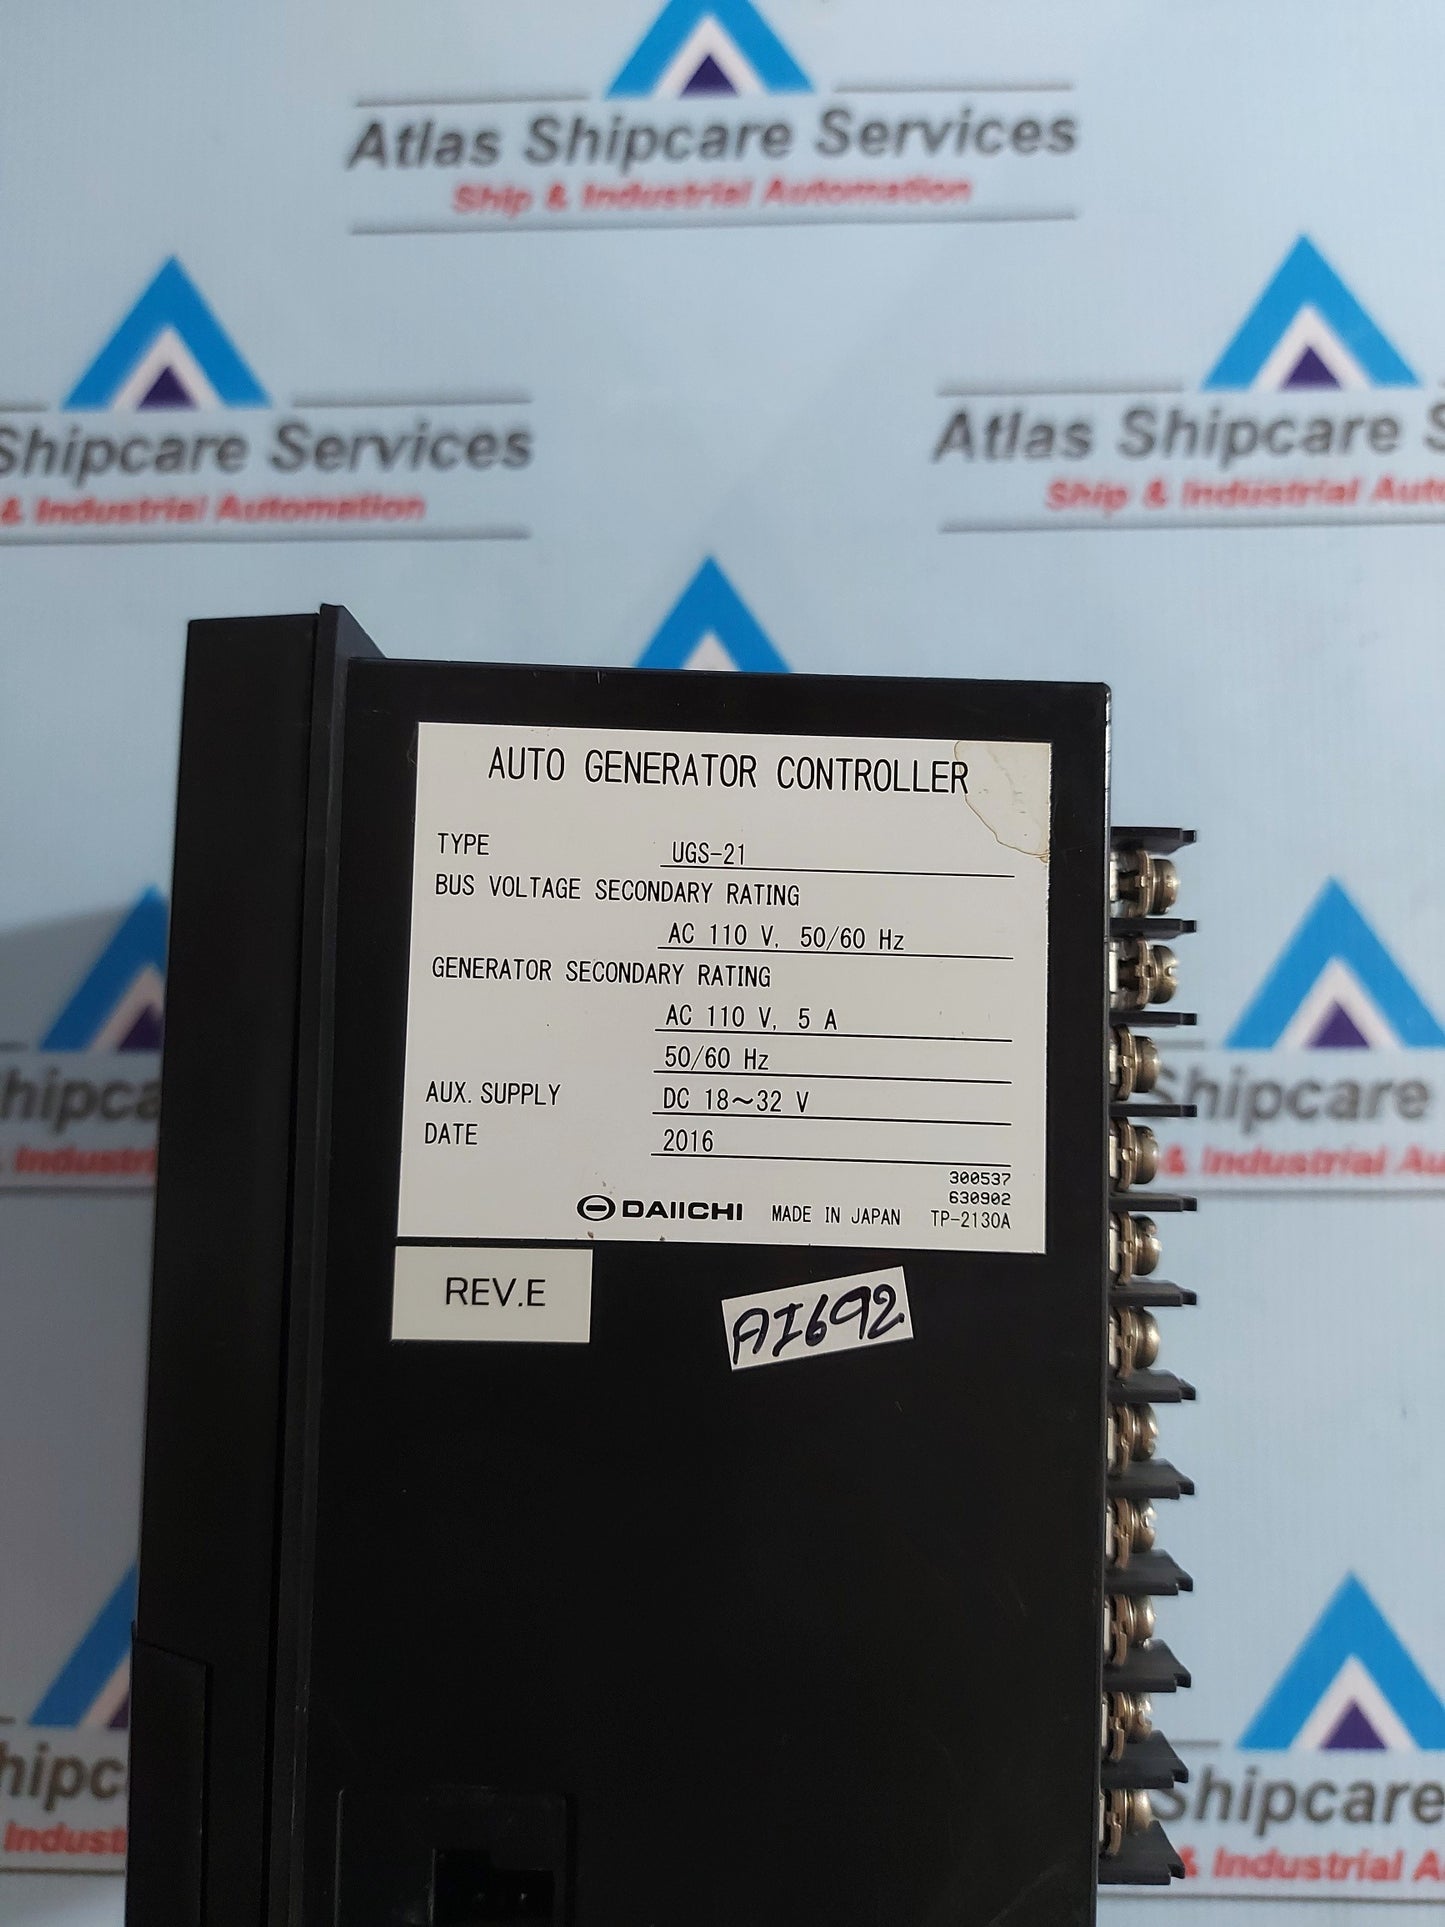 Atlas Shipcare Services
Ship & Industrial Automation
Shipcare Services
& Industrial Automation
Atlas Shipcare S
Ship & Industrial Auto
AUTO GENERATOR CONTROLLER
TYPE UGS-21
BUS VOLTAGE SECONDARY RATING
AC 110 V, 50/60 Hz
GENERATOR SECONDARY RATING
AC 110 V, 5 A
50/60 Hz
AUX. SUPPLY DC 18~32 V
DATE 2016
300537
630902
DAIICHI MADE IN JAPAN TP-2130A
REV.E
AI692
hipca
Industri
Shipcare
& Industrial Au
hipc
Indust
Shipcare
& Industrial A